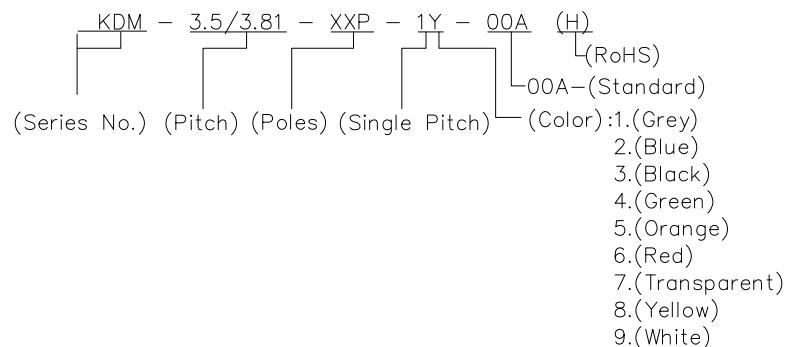 KDM - 3.5/3.81 - XXP - 1Y - 00A (H)
(RoHS)
00A-(Standard)
(Series No.) (Pitch) (Poles) (Single Pitch) (Color):1.(Grey)
2.(Blue)
3.(Black)
4.(Green)
5.(Orange)
6.(Red)
7.(Transparent)
8.(Yellow)
9.(White)